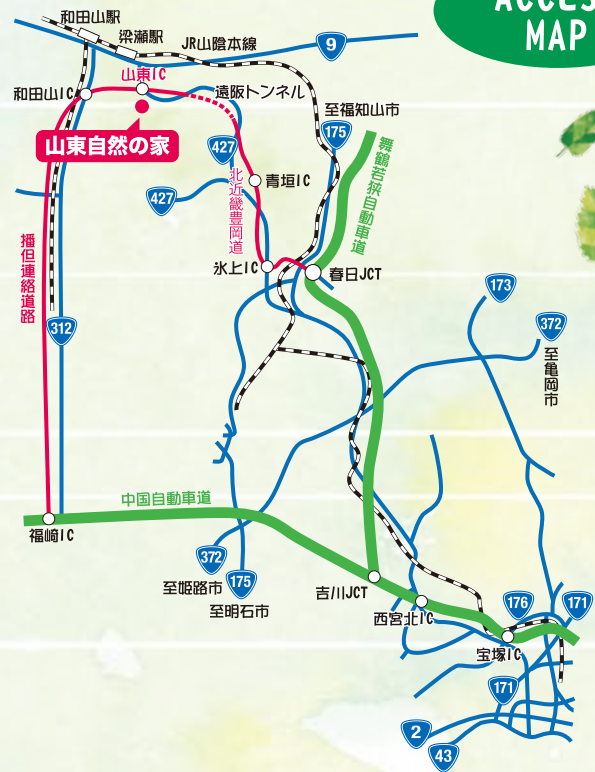 ACCESS
MAP
和田山駅
梁瀬駅
JR山陰本線
9
山東IC
和田山IC
遠阪トンネル
至福知山市
175
山東自然の家
427
舞鶴若狭自動車道
北近畿豊岡道
青垣IC
427
播但連絡道路
氷上IC
春日JCT
173
312
372
至亀岡市
中国自動車道
福崎IC
372
至姫路市
175
至明石市
吉川JCT
西宮北IC
176
171
宝塚IC
171
2
43